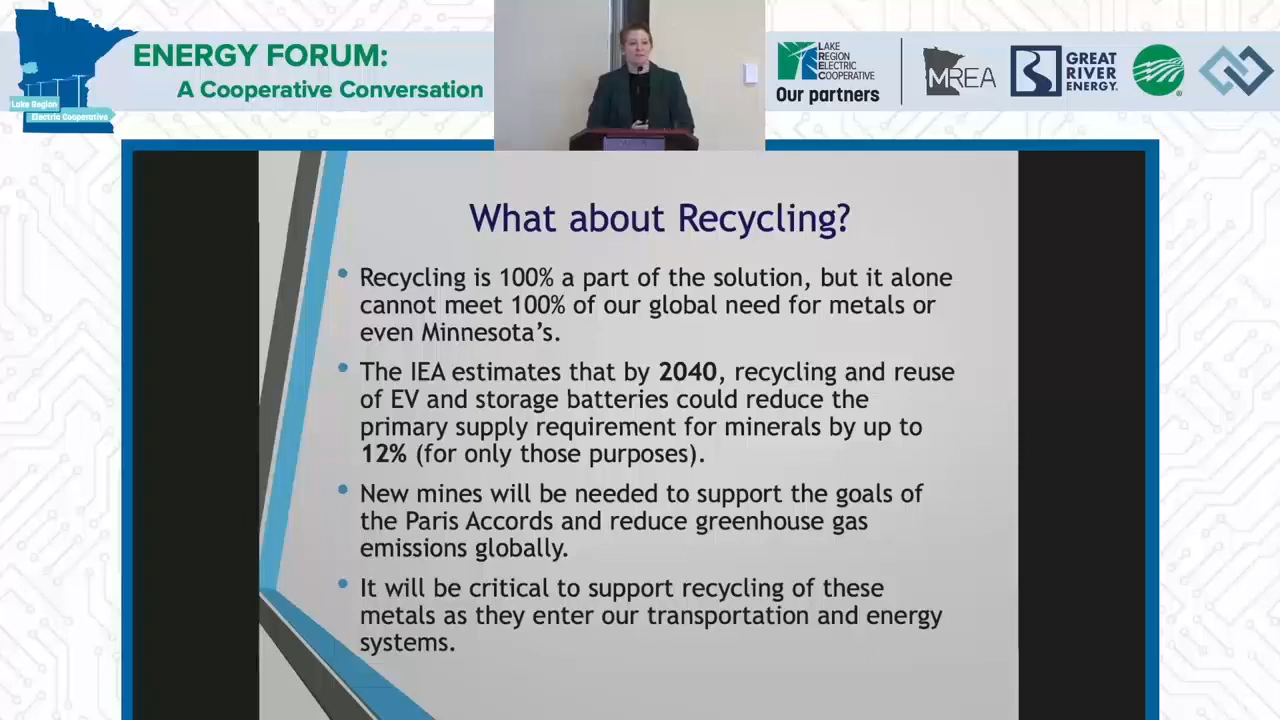 ENERGY FORUM:
A Cooperative Conversation
Lake Region
Electric Cooperative
LAKE
REGION
ELECTRIC
COOPERATIVE
Our partners
MREA
GREAT
RIVER
ENERGY.
What about Recycling?
• Recycling is 100% a part of the solution, but it alone
cannot meet 100% of our global need for metals or
even Minnesota's.
• The IEA estimates that by 2040, recycling and reuse
of EV and storage batteries could reduce the
primary supply requirement for minerals by up to
12% (for only those purposes).
• New mines will be needed to support the goals of
the Paris Accords and reduce greenhouse gas
emissions globally.
• It will be critical to support recycling of these
metals as they enter our transportation and energy
systems.